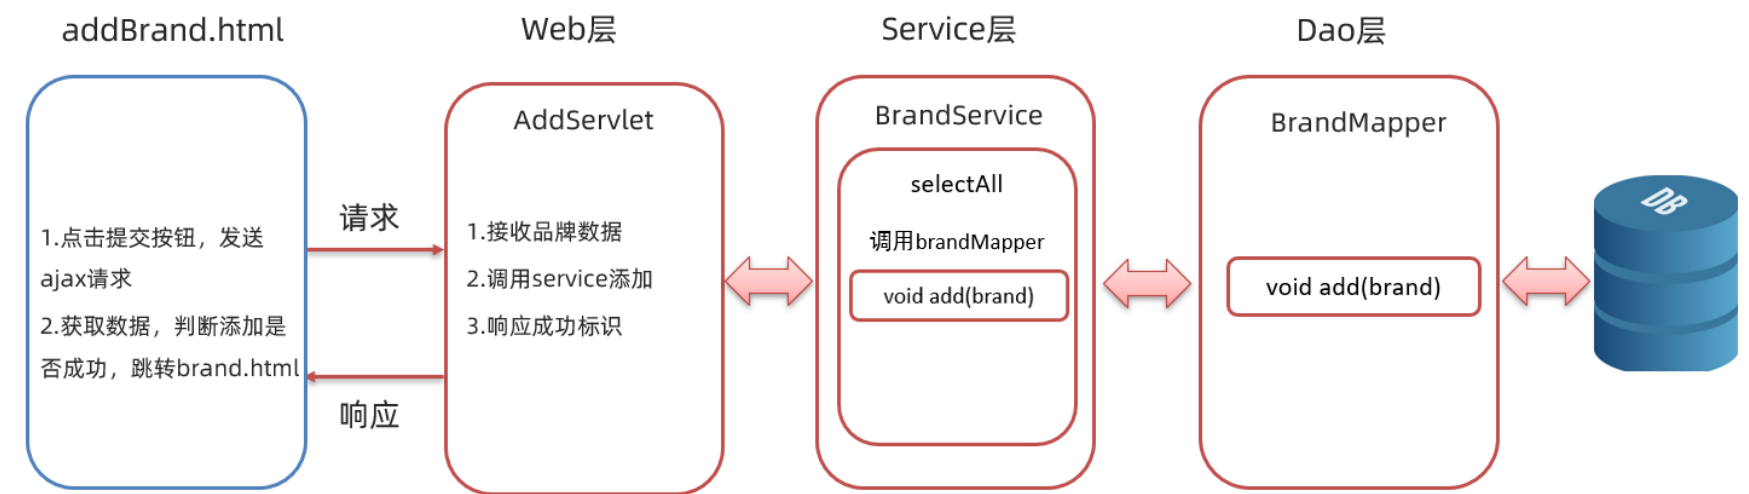 addBrand.html
Web层
Service层
Dao层
1.点击提交按钮，发送
ajax请求
2.获取数据，判断添加是
否成功，跳转brand.html
请求
响应
AddServlet
1.接收品牌数据
2.调用service添加
3.响应成功标识
BrandService
selectAll
调用brandMapper
void add(brand)
BrandMapper
void add(brand)
DB